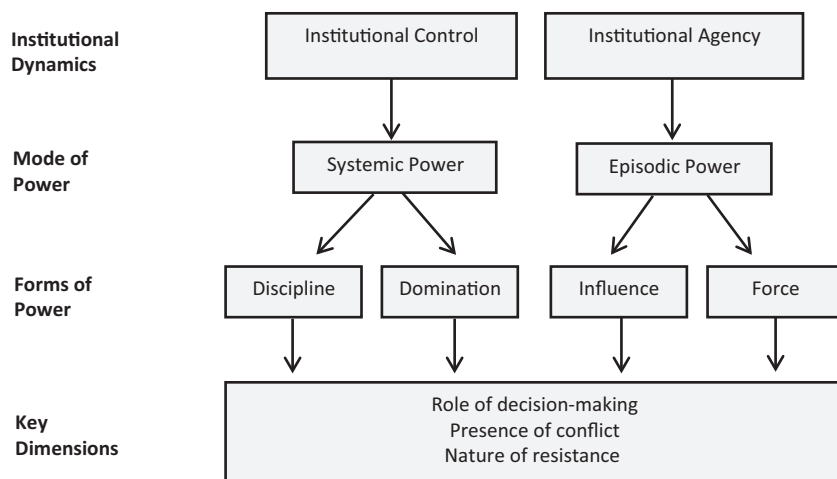 Institutional
Dynamics
Institutional Control
Institutional Agency
Mode of
Power
Systemic Power
Episodic Power
Forms of
Power
Discipline
Domination
Influence
Force
Key
Dimensions
Role of decision-making
Presence of conflict
Nature of resistance